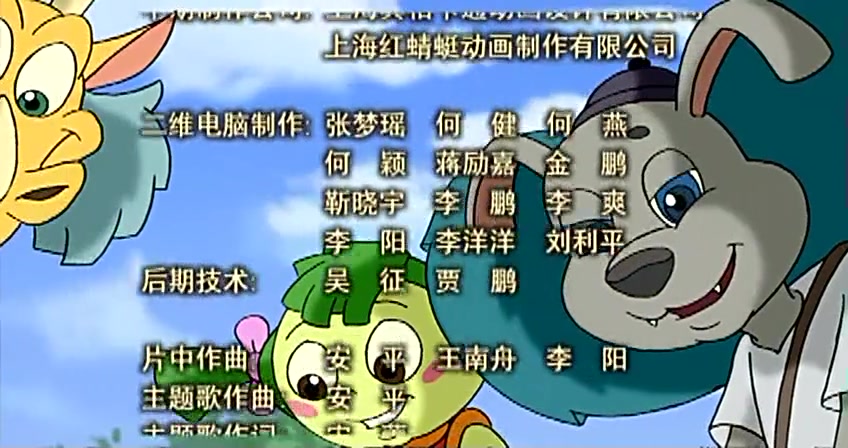 上海红蜻蜓动画制作有限公司
二维电脑制作: 张梦瑶 何 健 何 燕
何 颖 蒋励嘉 金 鹏
靳晓宇 李 鹏 李 爽
李 阳 李洋洋 刘利平
后期技术: 吴 征 贾 鹏
片中作曲 安 平 王南舟 李 阳
主题歌作曲 安 平